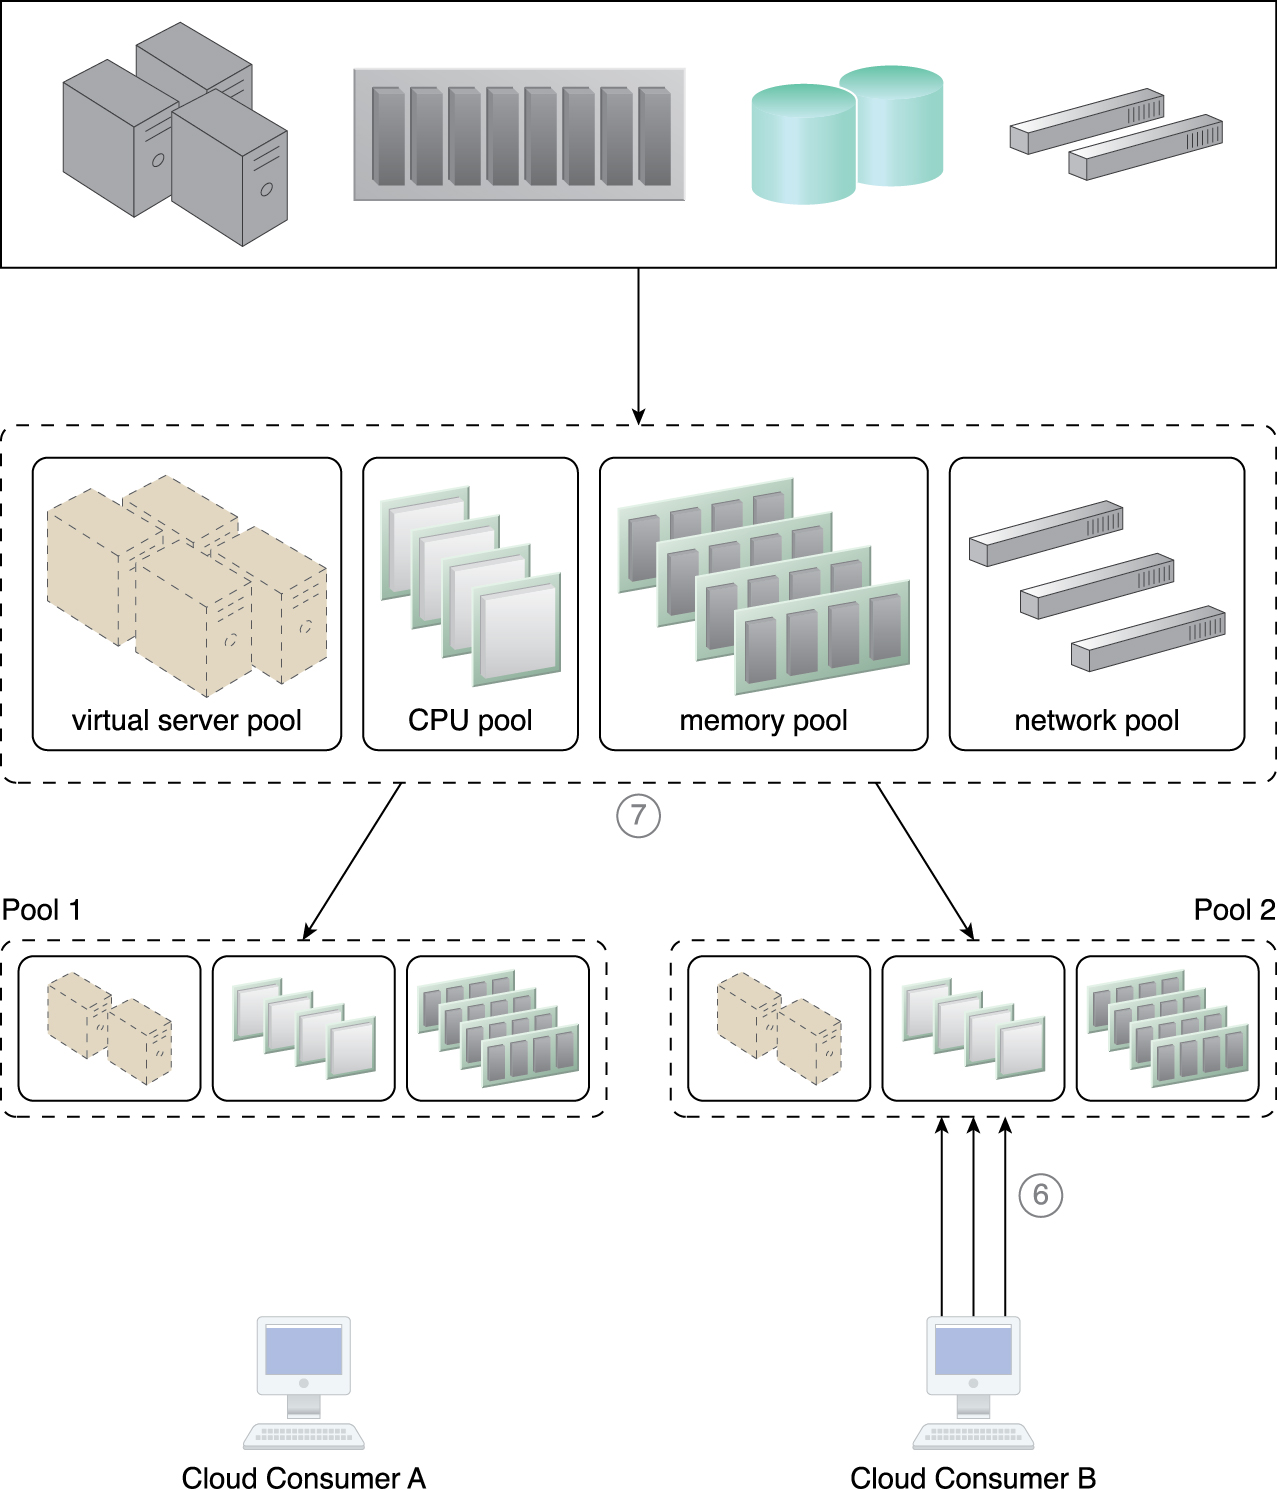 virtual server pool
CPU pool
memory pool
network pool
7
Pool 1
Pool 2
6
Cloud Consumer A
Cloud Consumer B